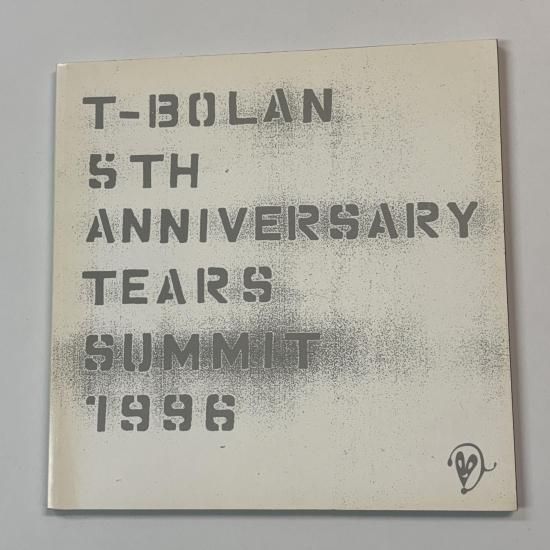 T-BOLAN
5TH
ANNIVERSARY
TEARS
SUMMIT
1996